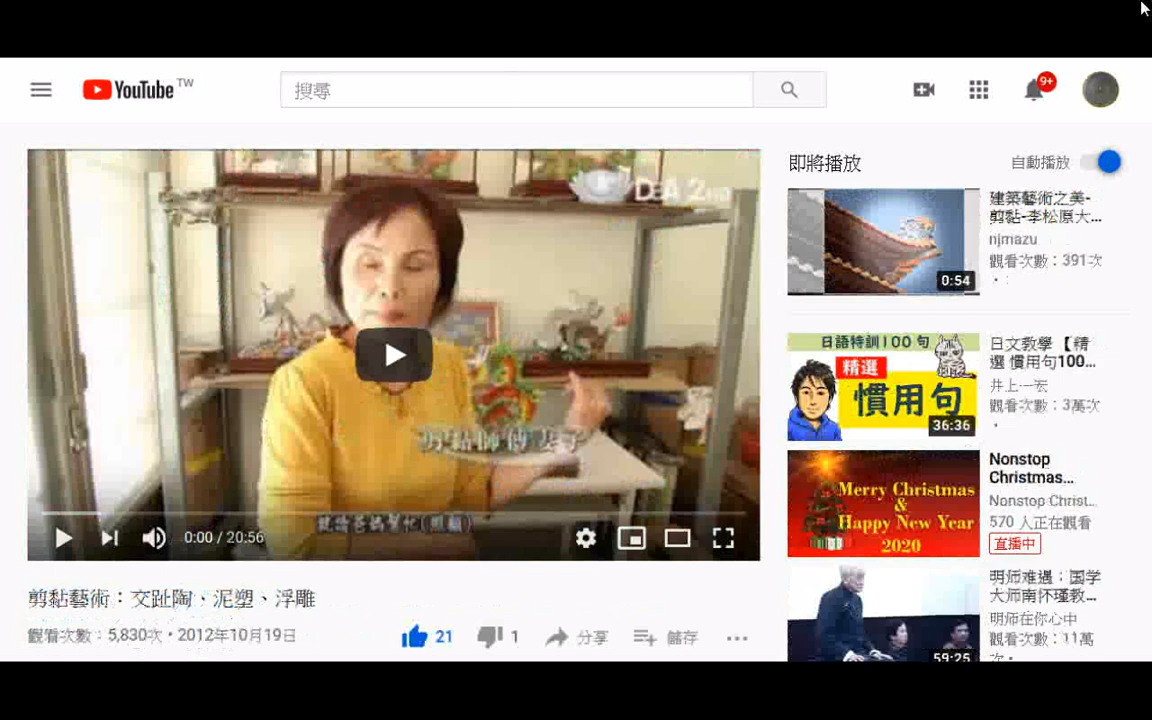 YouTube TW
搜尋
9+
即將播放
自動播放
剪黏師傅妻子
0:00 / 20:56
剪黏藝術：交趾陶、泥塑、浮雕
觀看次數：5,830次・2012年10月19日
21
1
分享
儲存
建築藝術之美-
剪黏-李松原大...
njmazu
觀看次數：391次
0:54
日語特訓100句
精選
慣用句
36:36
日文教學【精
選 慣用句100...
井上一宏
觀看次數：3萬次
Merry Christmas
&
Happy New Year
2020
Nonstop
Christmas...
Nonstop Christ...
570 人正在觀看
直播中
59:25
明师难遇：国学
大师南怀瑾教...
明师在你心中
觀看次數：11萬
次・